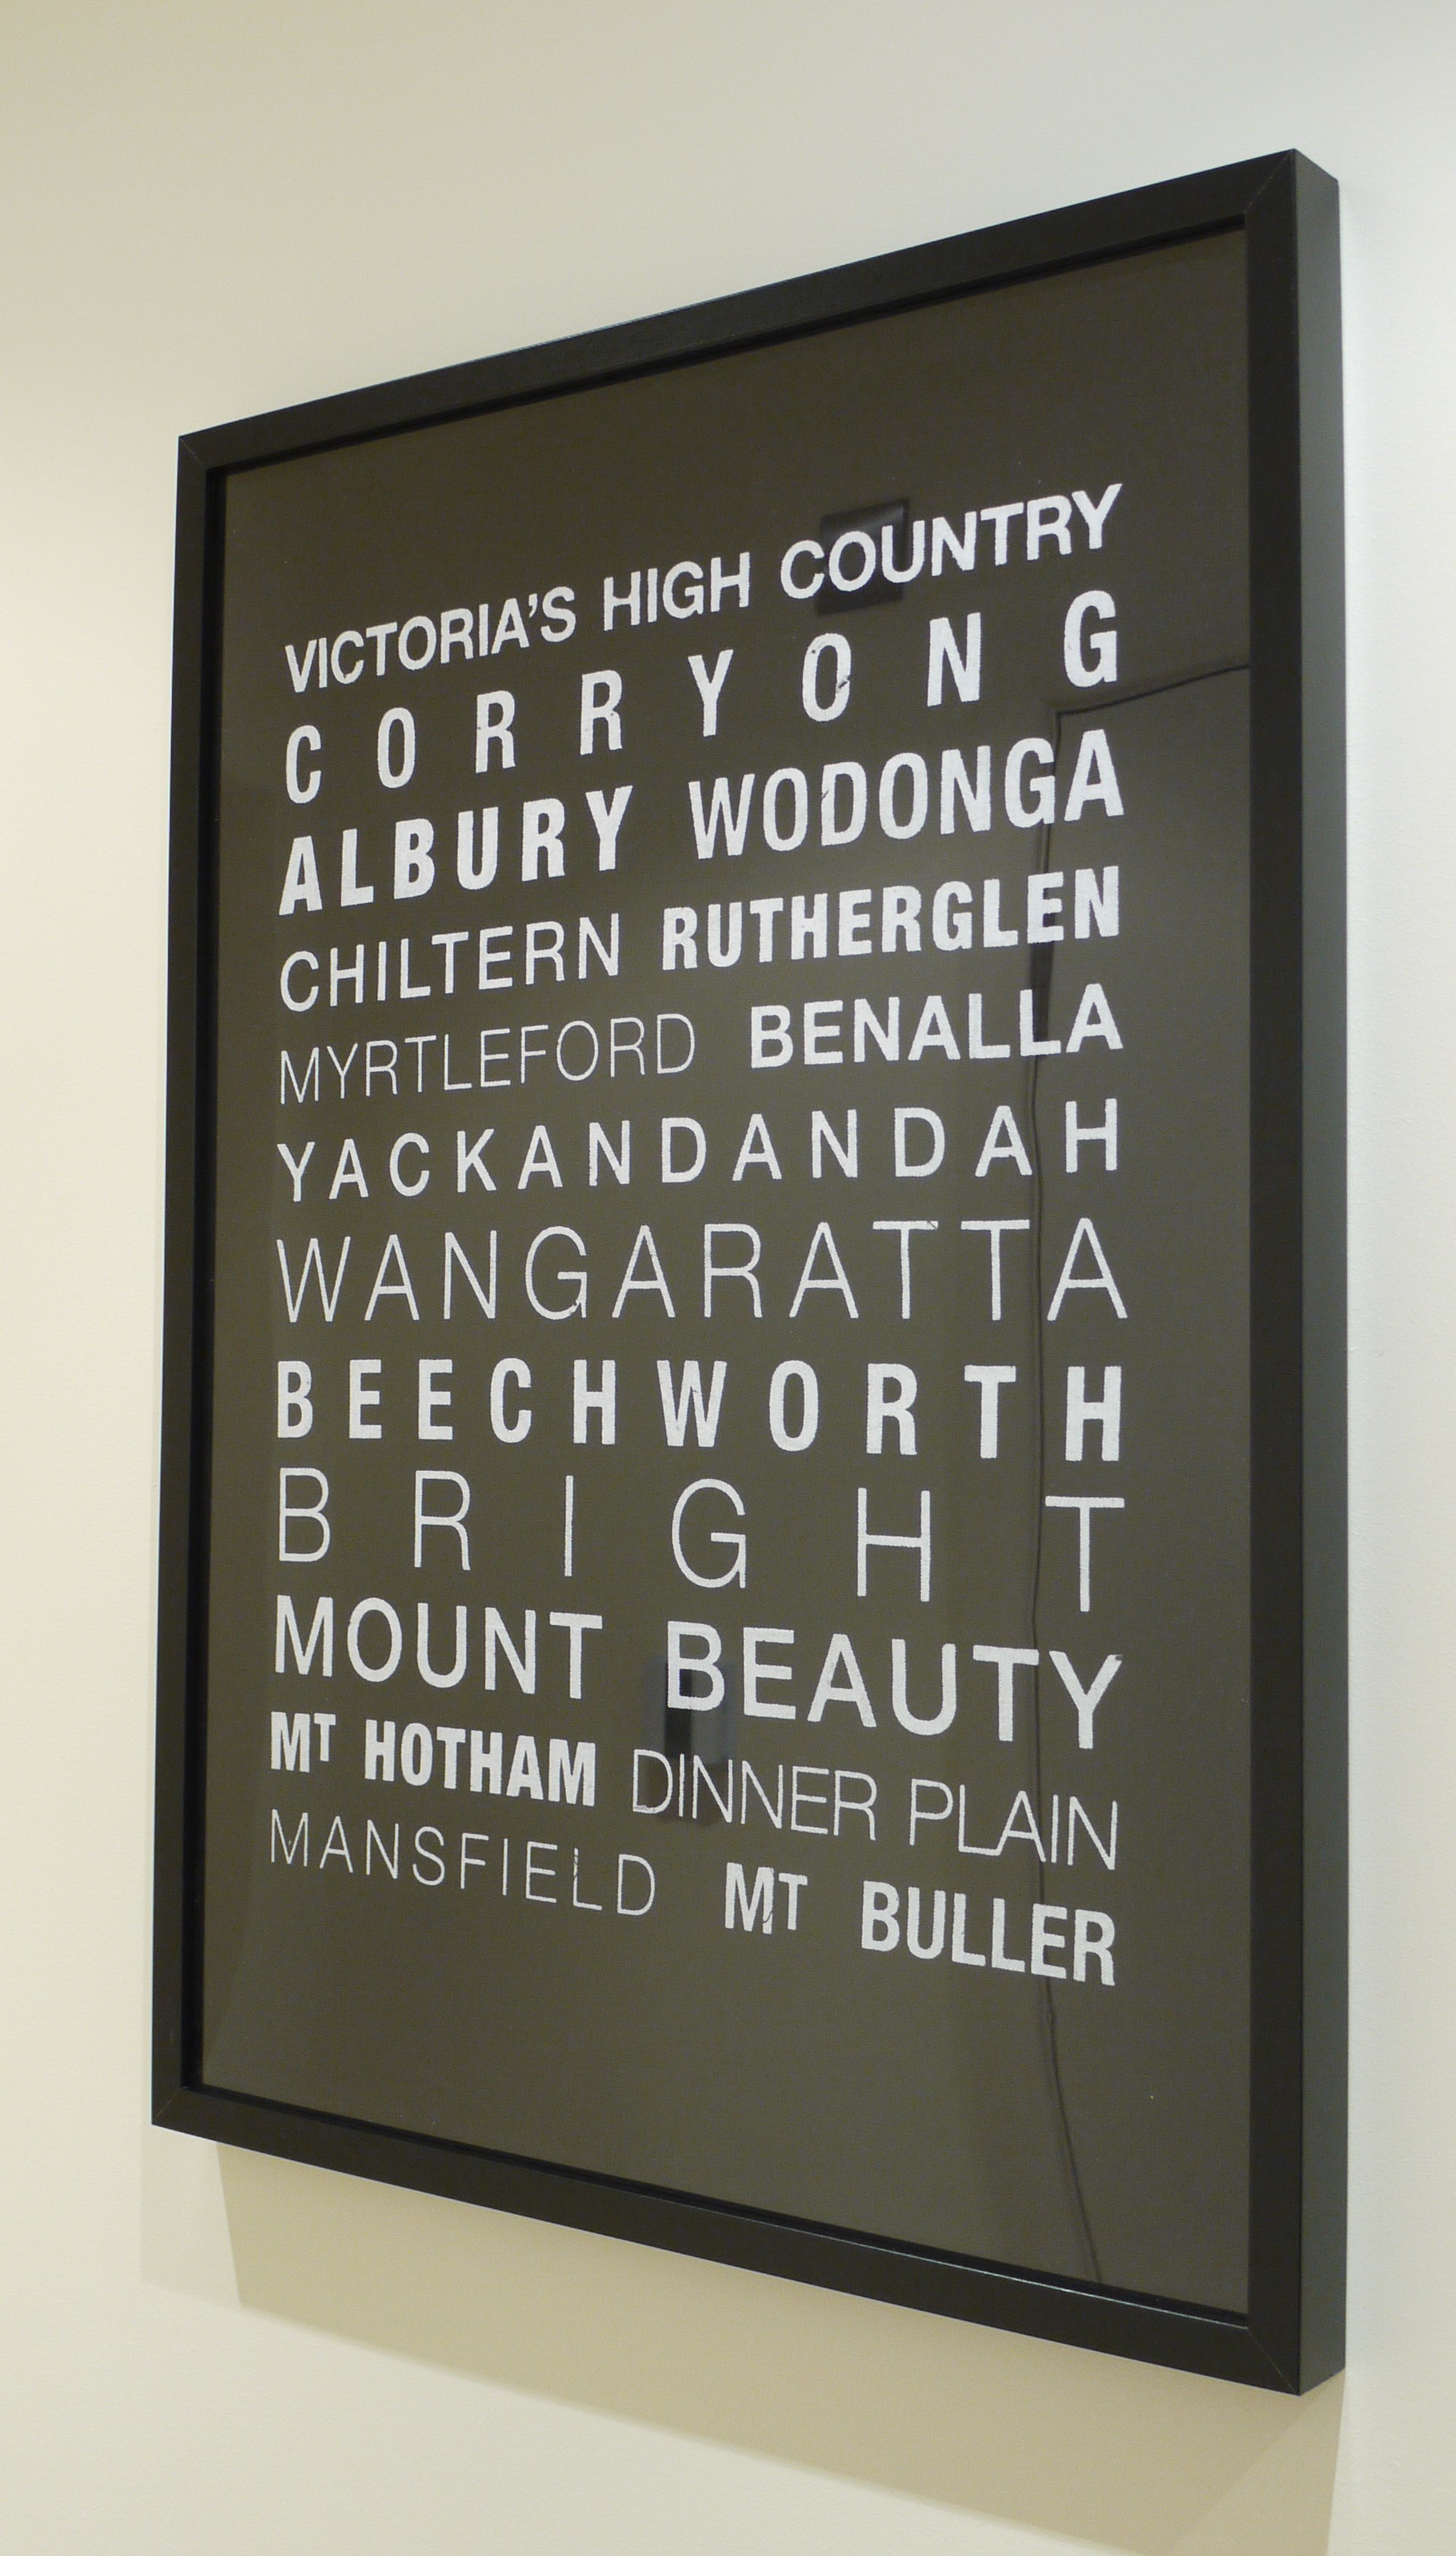 VICTORIA'S HIGH COUNTRY
CORRYONG
ALBURY WODONGA
CHILTERN RUTHERGLEN
MYRTLEFORD BENALLA
YACKANDANDAH
WANGARATTA
BEECHWORTH
BRIGHT
MOUNT BEAUTY
MT HOTHAM DINNER PLAIN
MANSFIELD MT BULLER